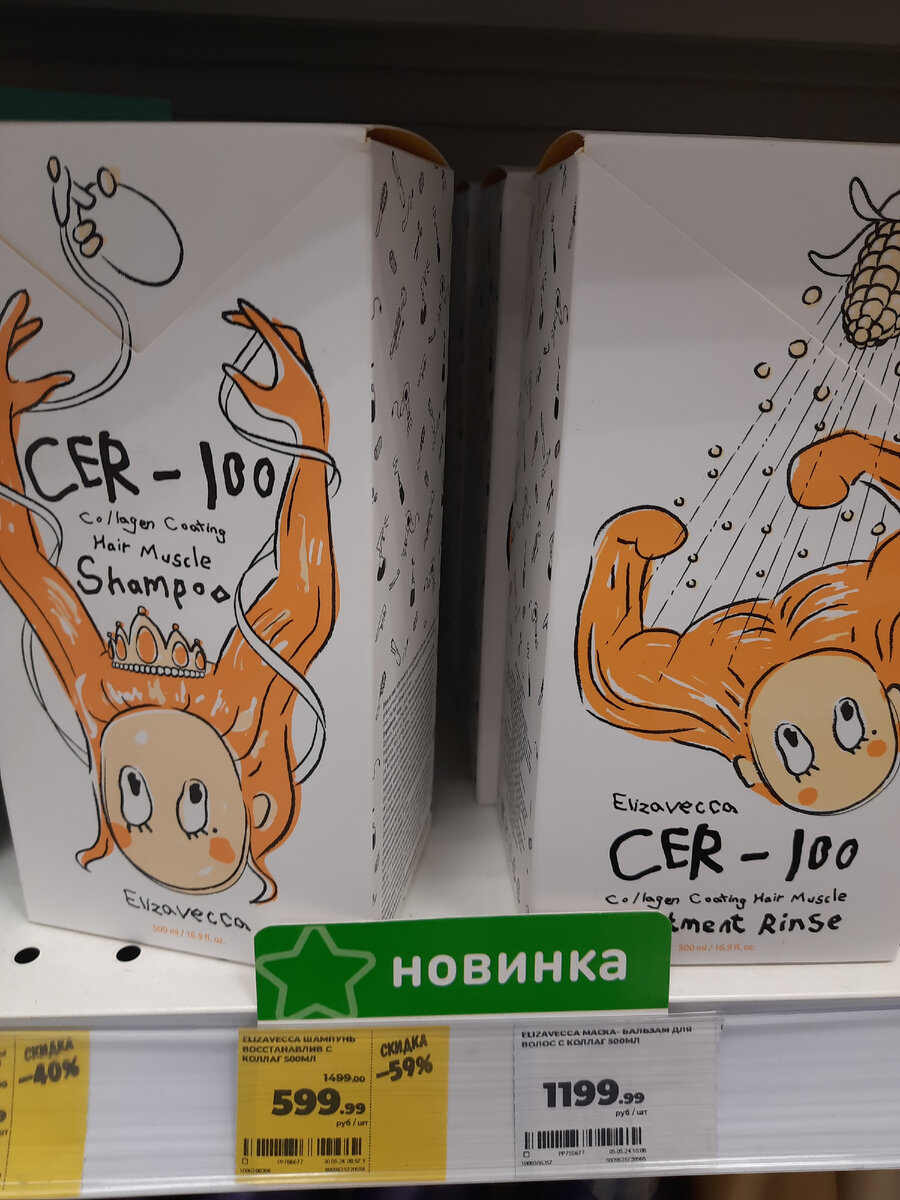 CER-100
Collagen Coating
Hair Muscle
Shampoo
Elizavecca
500 ml / 16.9 fl. oz.
Elizavecca
CER-100
Collagen Coating Hair Muscle
tment Rinse
500 ml / 16.9 fl. oz.
новинка
СКИДКА
-40%
ELIZAVECCA ШАМПУНЬ
ВОССТАНАВЛИВ С
КОЛЛАГ 500МЛ
СКИДКА
-59%
1499.00
599.99
руб / шт
ELIZAVECCA МАСКА- БАЛЬЗАМ ДЛЯ
ВОЛОС С КОЛЛАГ 500МЛ
1199.99
руб / шт